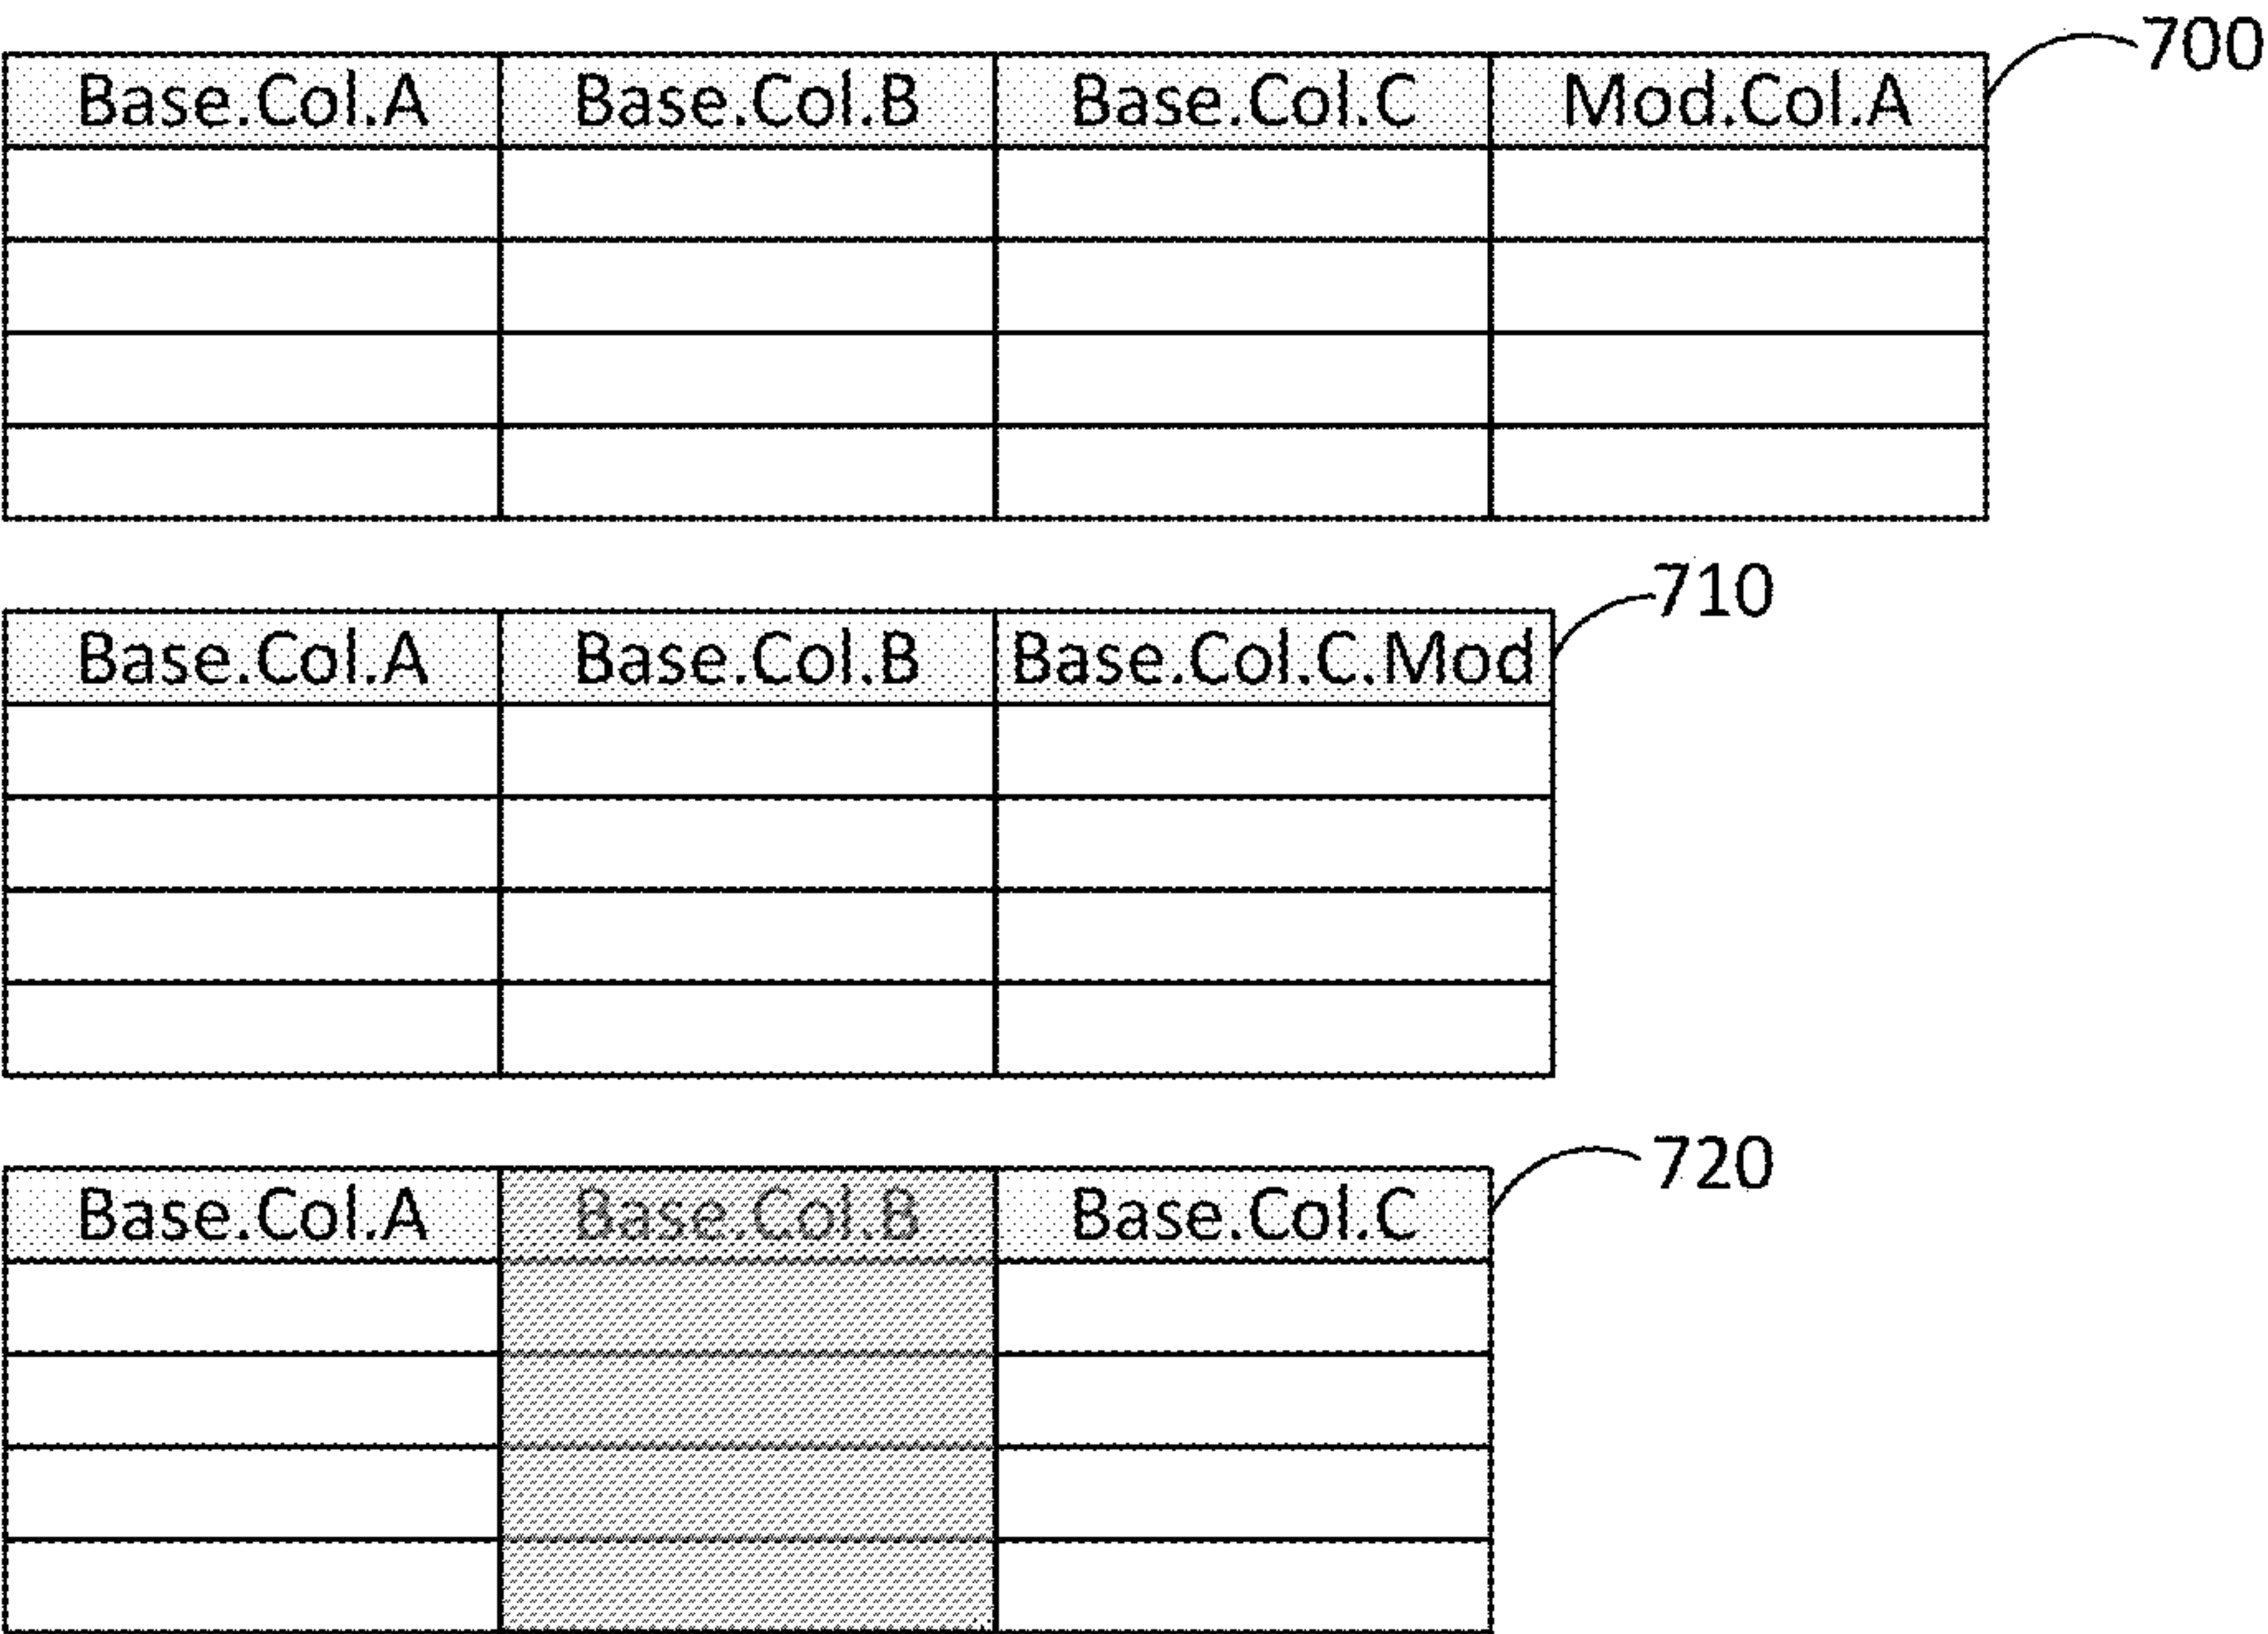 700
Base.Col.A Base.Col.B Base.Col.C Mod.Col.A
710
Base.Col.A Base.Col.B Base.Col.C.Mod
720
Base.Col.A Base.Col.B Base.Col.C